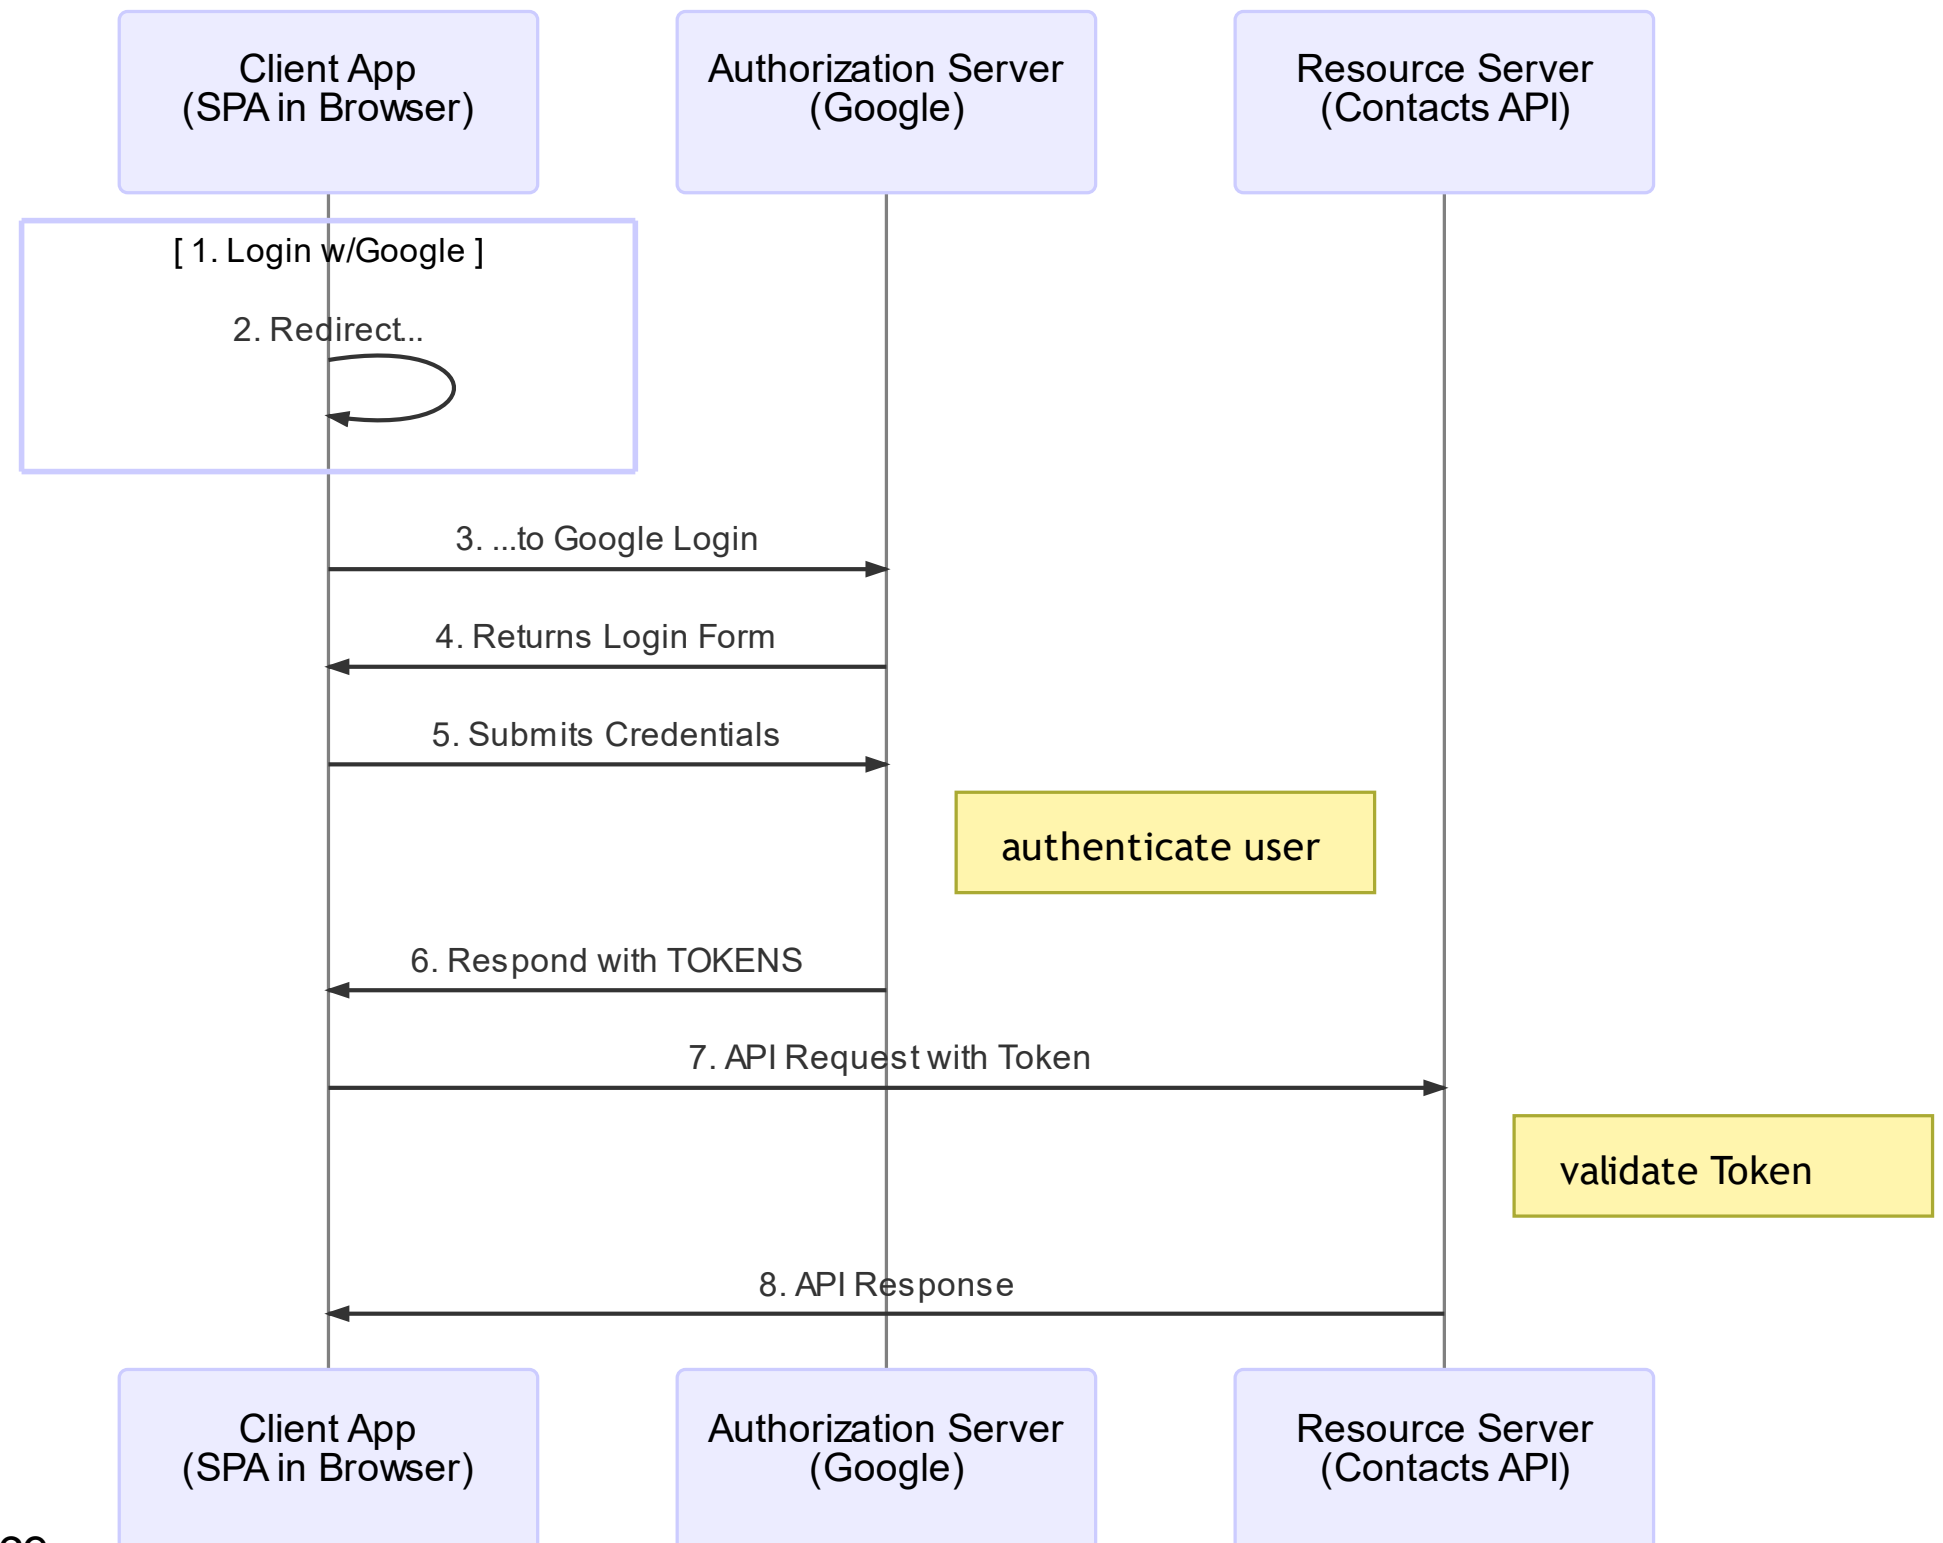 Client App
(SPA in Browser)
Authorization Server
(Google)
Resource Server
(Contacts API)
[ 1. Login w/Google ]
2. Redirect...
3. ...to Google Login
4. Returns Login Form
5. Submits Credentials
authenticate user
6. Respond with TOKENS
7. API Request with Token
validate Token
8. API Response
Client App
(SPA in Browser)
Authorization Server
(Google)
Resource Server
(Contacts API)